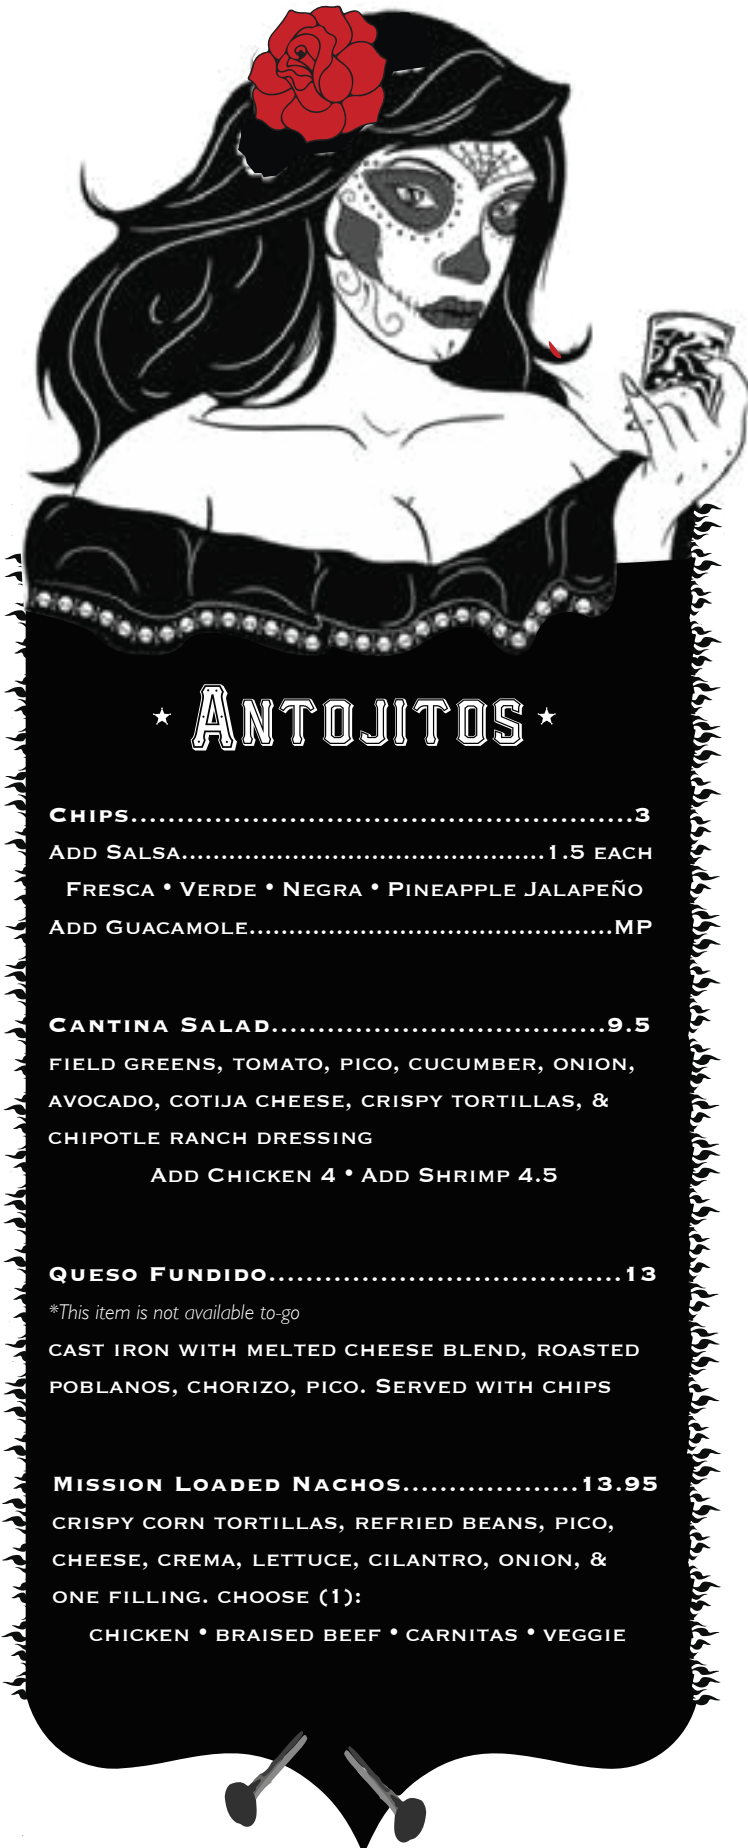 ★ Antojitos ★
Chips......................................................3
Add Salsa..............................................1.5 each
Fresca • Verde • Negra • Pineapple Jalapeño
Add Guacamole..............................................MP
Cantina Salad....................................9.5
field greens, tomato, pico, cucumber, onion,
avocado, cotija cheese, crispy tortillas, &
chipotle ranch dressing
Add Chicken 4 • Add Shrimp 4.5
Queso Fundido......................................13
*This item is not available to-go
cast iron with melted cheese blend, roasted
poblanos, chorizo, pico. Served with chips
Mission Loaded Nachos...................13.95
crispy corn tortillas, refried beans, pico,
cheese, crema, lettuce, cilantro, onion, &
one filling. choose (1):
chicken • braised beef • carnitas • veggie